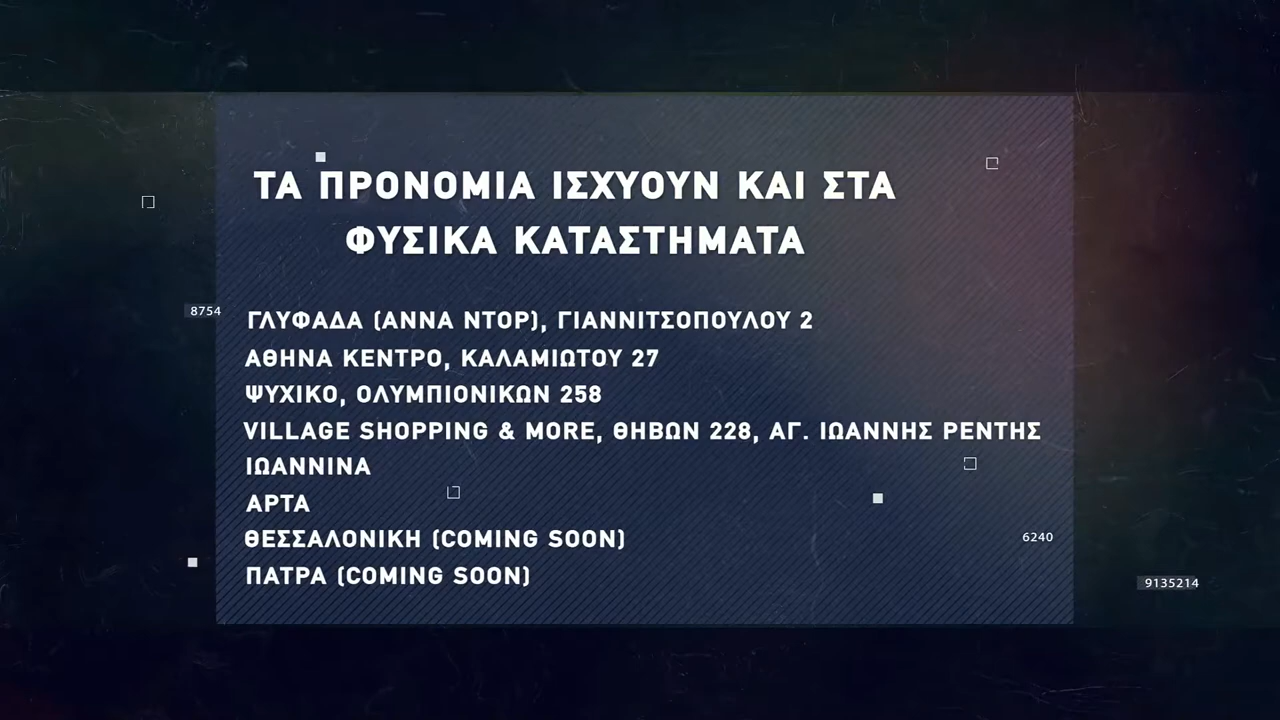 ΤΑ ΠΡΟΝΟΜΙΑ ΙΣΧΥΟΥΝ ΚΑΙ ΣΤΑ
ΦΥΣΙΚΑ ΚΑΤΑΣΤΗΜΑΤΑ
8754
ΓΛΥΦΑΔΑ (ΑΝΝΑ ΝΤΟΡ), ΓΙΑΝΝΙΤΣΟΠΟΥΛΟΥ 2
ΑΘΗΝΑ ΚΕΝΤΡΟ, ΚΑΛΑΜΙΩΤΟΥ 27
ΨΥΧΙΚΟ, ΟΛΥΜΠΙΟΝΙΚΩΝ 258
VILLAGE SHOPPING & MORE, ΘΗΒΩΝ 228, ΑΓ. ΙΩΑΝΝΗΣ ΡΕΝΤΗΣ
ΙΩΑΝΝΙΝΑ
ΑΡΤΑ
ΘΕΣΣΑΛΟΝΙΚΗ (COMING SOON)
6240
ΠΑΤΡΑ (COMING SOON)
9135214